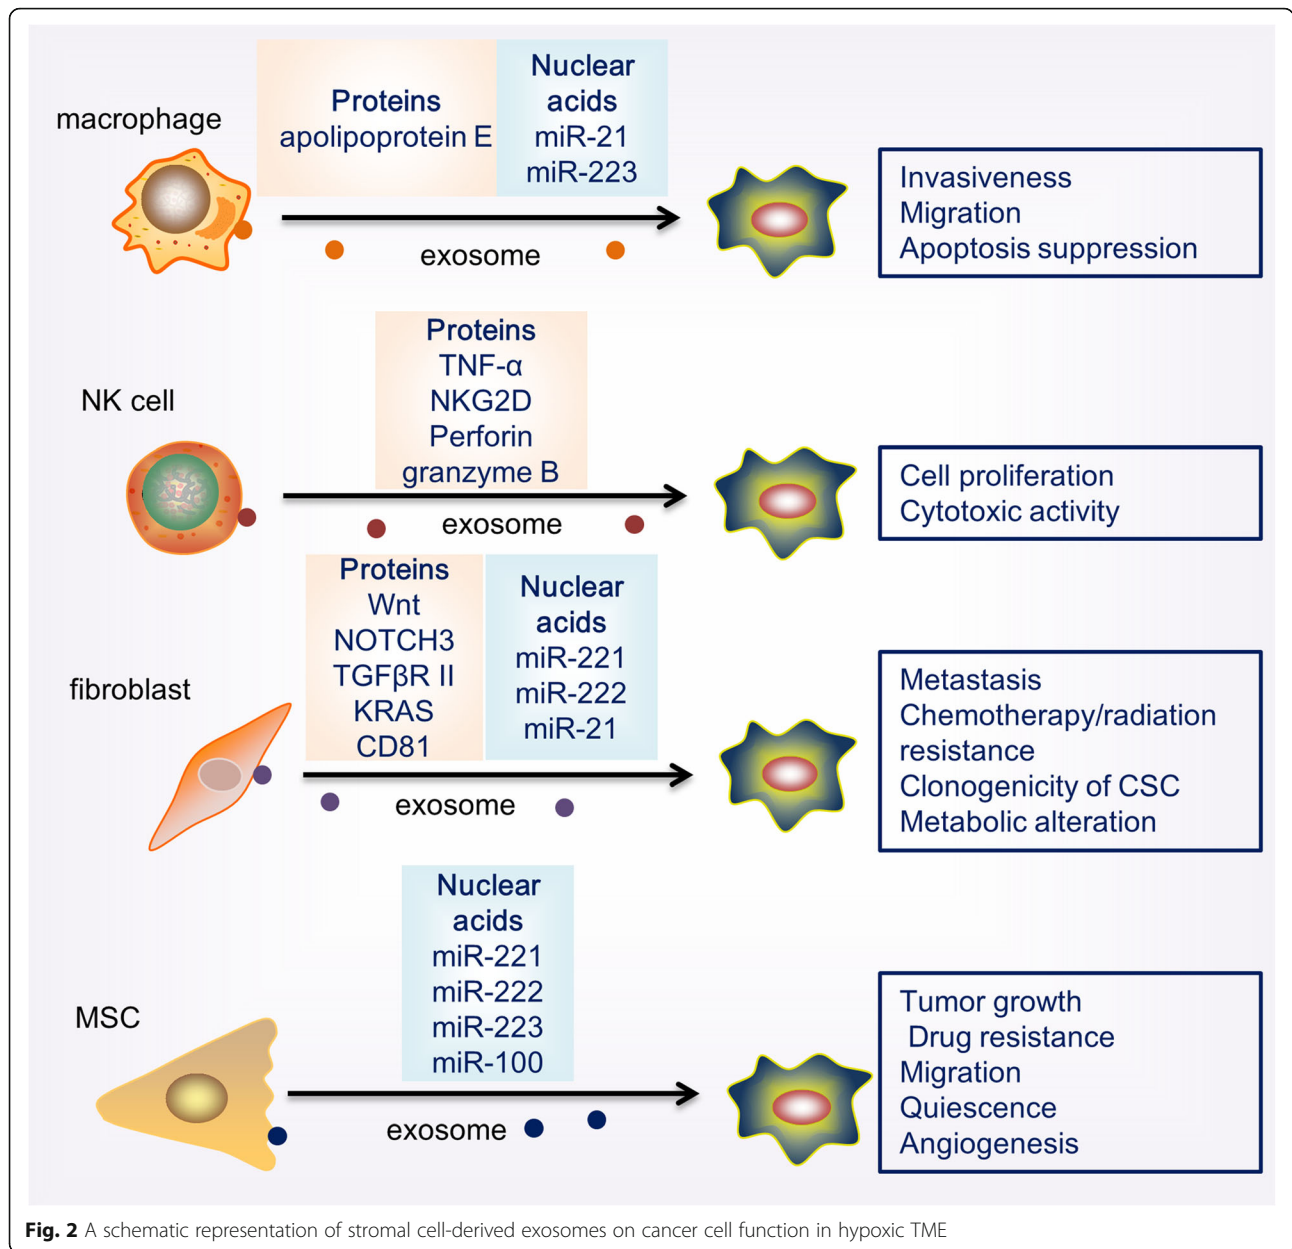 macrophage
Proteins
apolipoprotein E
Nuclear
acids
miR-21
miR-223
exosome
Invasiveness
Migration
Apoptosis suppression
NK cell
Proteins
TNF-α
NKG2D
Perforin
granzyme B
exosome
Cell proliferation
Cytotoxic activity
fibroblast
Proteins
Wnt
NOTCH3
TGFβR II
KRAS
CD81
Nuclear
acids
miR-221
miR-222
miR-21
exosome
Metastasis
Chemotherapy/radiation
resistance
Clonogenicity of CSC
Metabolic alteration
MSC
Nuclear
acids
miR-221
miR-222
miR-223
miR-100
exosome
Tumor growth
Drug resistance
Migration
Quiescence
Angiogenesis
Fig. 2 A schematic representation of stromal cell-derived exosomes on cancer cell function in hypoxic TME